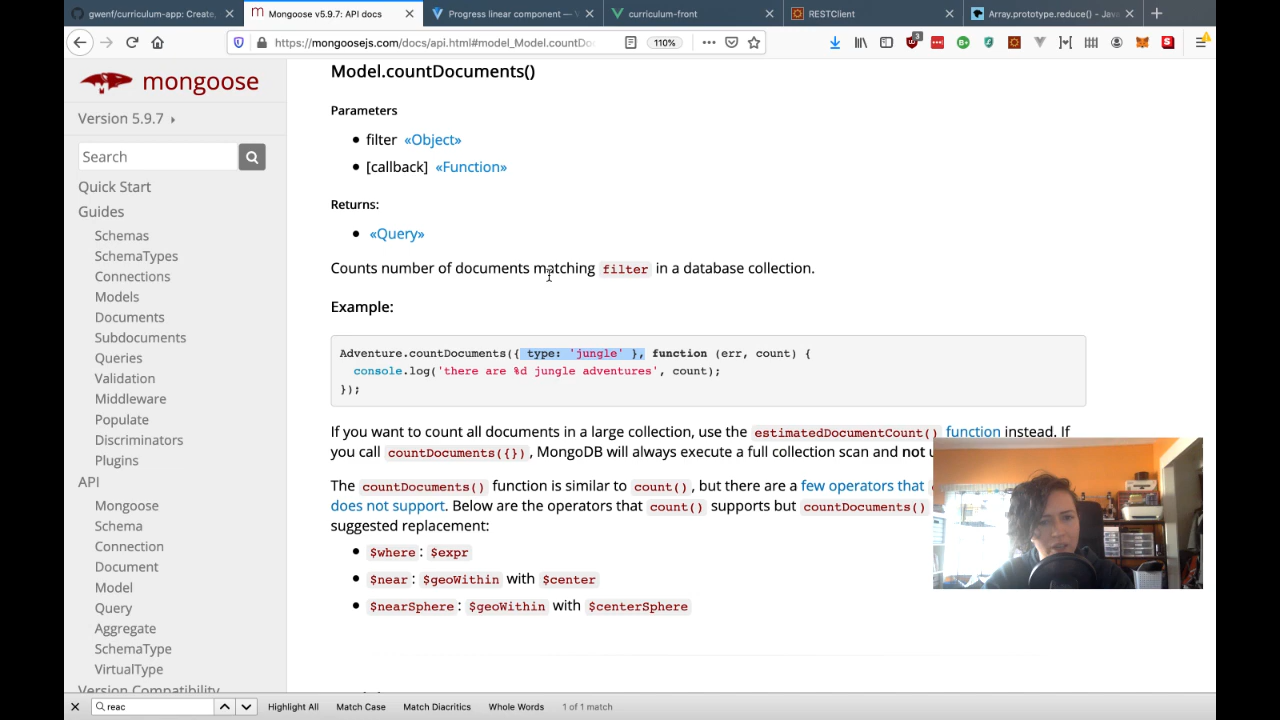 gwenf/curriculum-app: Create,
Mongoose v5.9.7: API docs
Progress linear component — V
curriculum-front
RESTClient
Array.prototype.reduce() - Java
https://mongoosejs.com/docs/api.html#model_Model.countDo
110%
3
mongoose
Version 5.9.7
Search
Quick Start
Guides
Schemas
SchemaTypes
Connections
Models
Documents
Subdocuments
Queries
Validation
Middleware
Populate
Discriminators
Plugins
API
Mongoose
Schema
Connection
Document
Model
Query
Aggregate
SchemaType
VirtualType
Version Compatibility
Model.countDocuments()
Parameters
• filter «Object»
• [callback] «Function»
Returns:
• «Query»
Counts number of documents matching filter in a database collection.
Example:
Adventure.countDocuments({ type: 'jungle' }, function (err, count) {
console.log('there are %d jungle adventures', count);
});
If you want to count all documents in a large collection, use the estimatedDocumentCount() function instead. If
you call countDocuments({}), MongoDB will always execute a full collection scan and not
The countDocuments() function is similar to count(), but there are a few operators that
does not support. Below are the operators that count() supports but countDocuments()
suggested replacement:
• $where: $expr
• $near: $geoWithin with $center
• $nearSphere: $geoWithin with $centerSphere
reac
Highlight All
Match Case
Match Diacritics
Whole Words
1 of 1 match